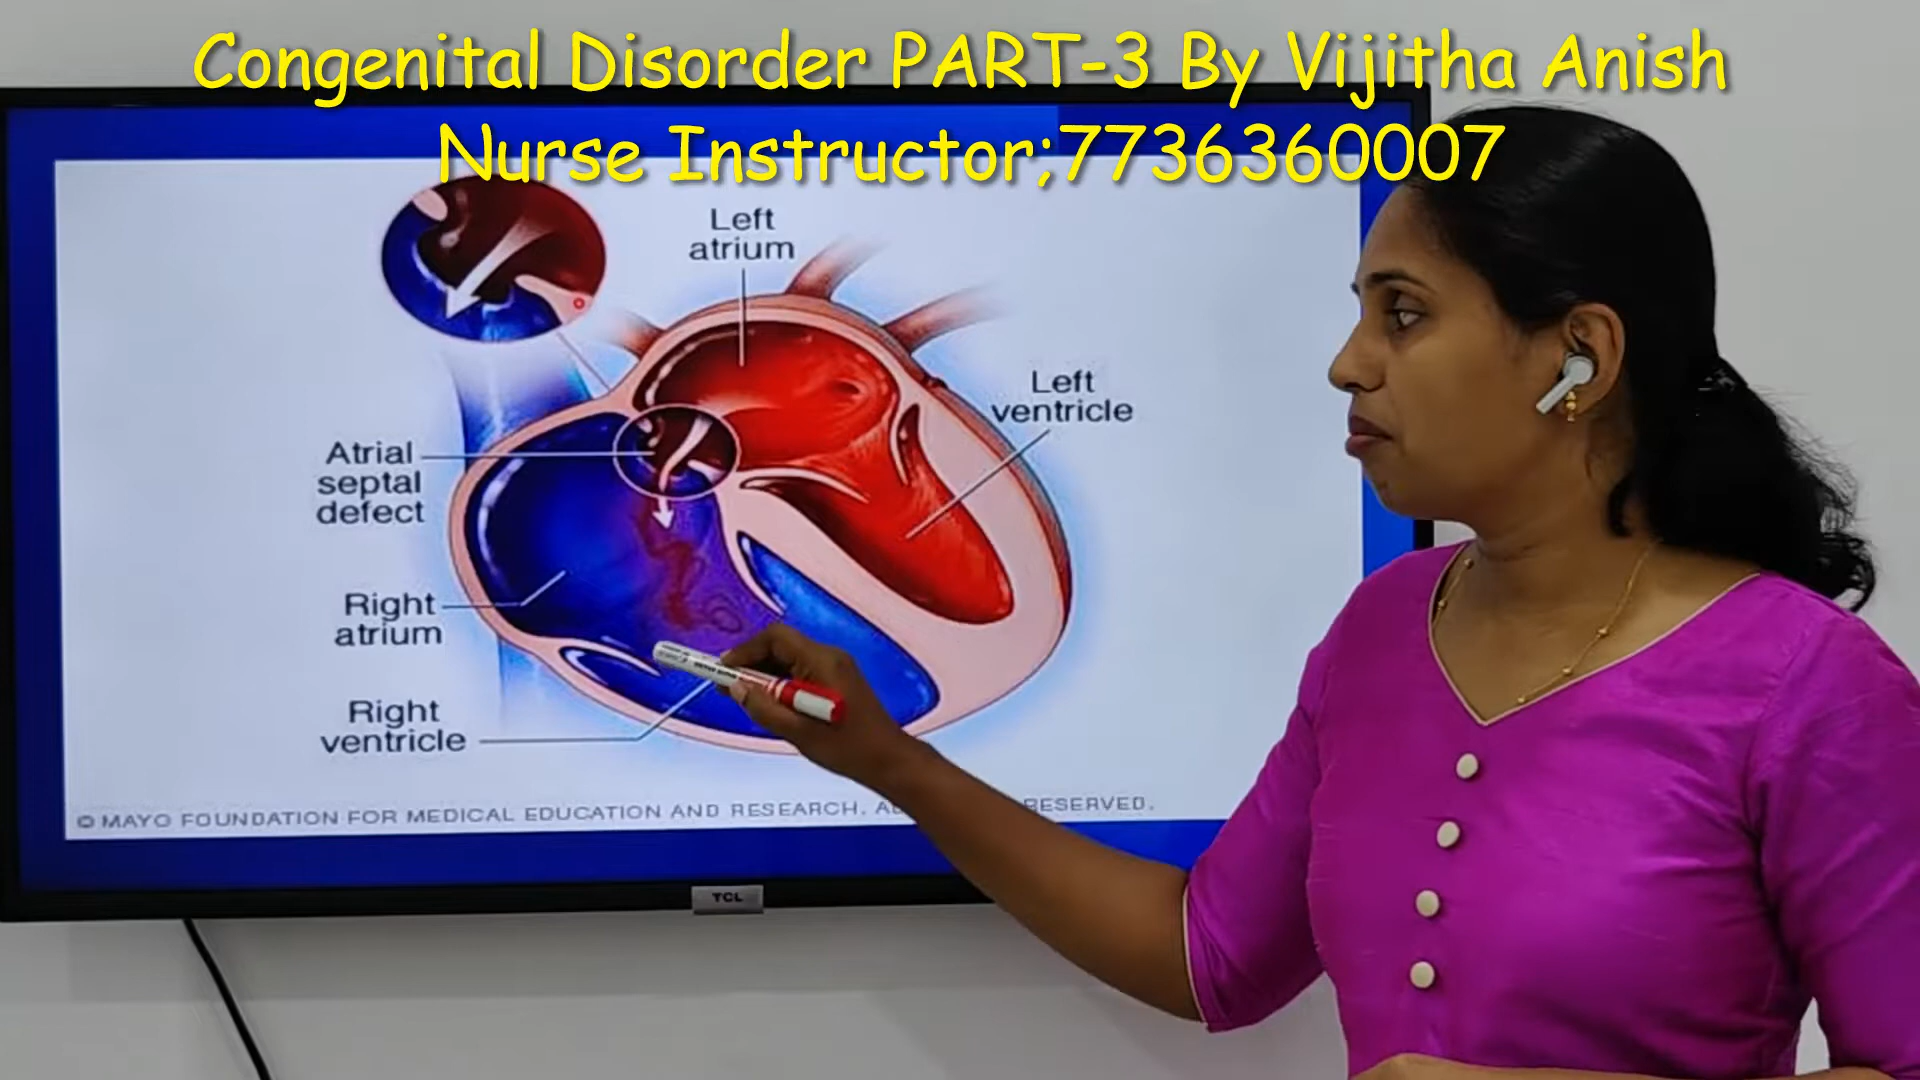 Congenital Disorder PART-3 By Vijitha Anish
Nurse Instructor;7736360007
Left
atrium
Left
ventricle
Atrial
septal
defect
Right
atrium
Right
ventricle
© MAYO FOUNDATION FOR MEDICAL EDUCATION AND RESEARCH. RESERVED.
TCL